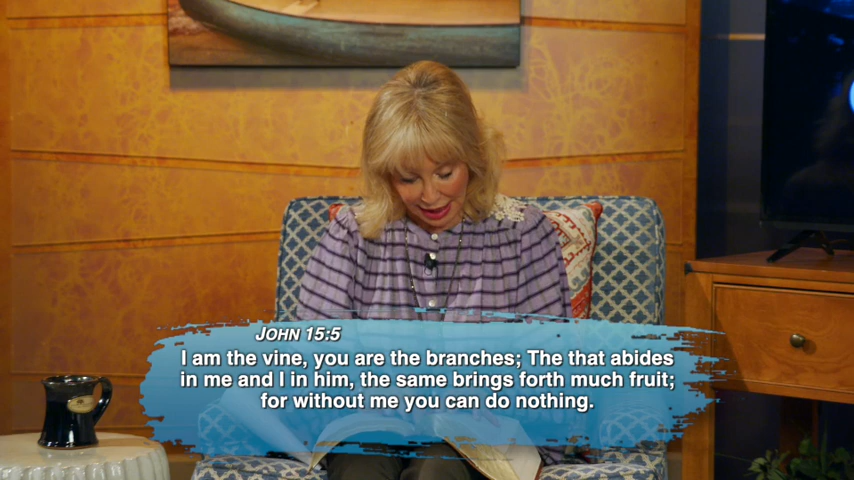 JOHN 15:5
I am the vine, you are the branches; The that abides
in me and I in him, the same brings forth much fruit;
for without me you can do nothing.